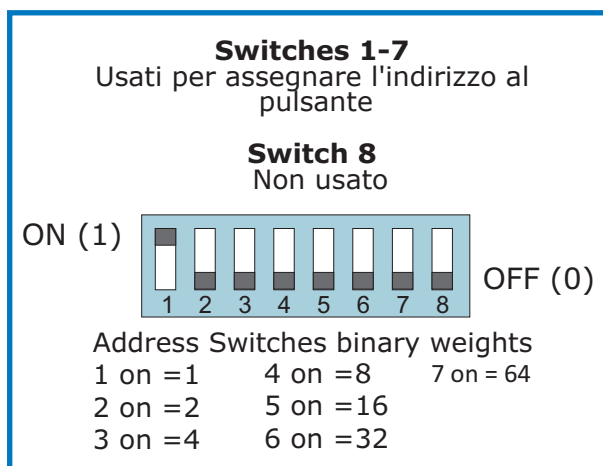 Switches 1-7
Usati per assegnare l'indirizzo al
pulsante
Switch 8
Non usato
ON (1)
OFF (0)
1 2 3 4 5 6 7 8
Address Switches binary weights
1 on =1 4 on =8 7 on = 64
2 on =2 5 on =16
3 on =4 6 on =32